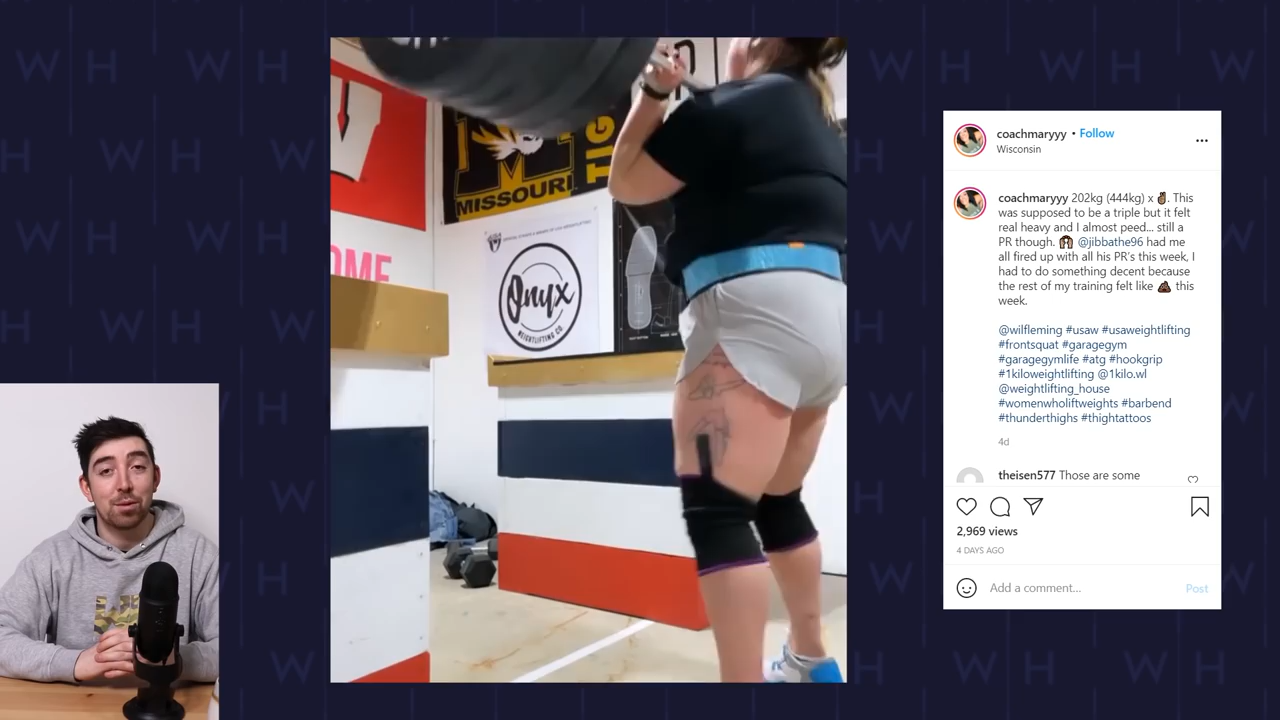 MISSOURI
TIG
OME
Onyx
WEIGHTLIFTING CO
coachmaryyy • Follow
Wisconsin
coachmaryyy 202kg (444kg) x ✌🏾. This
was supposed to be a triple but it felt
real heavy and I almost peed... still a
PR though. 🤷🏽‍♀️ @jibbathe96 had me
all fired up with all his PR's this week, I
had to do something decent because
the rest of my training felt like 💩 this
week.
@wilfleming #usaw #usaweightlifting
#frontsquat #garagegym
#garagegymlife #atg #hookgrip
#1kiloweightlifting @1kilo.wl
@weightlifting_house
#womenwholiftweights #barbend
#thunderthighs #thightattoos
4d
theisen577 Those are some
2,969 views
4 DAYS AGO
Add a comment...
Post